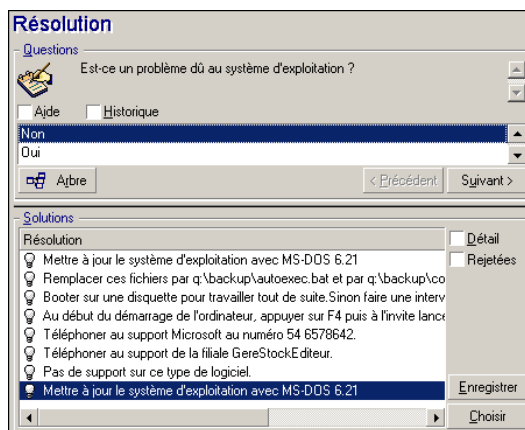 Résolution
Questions
Est-ce un problème dû au système d'exploitation ?
Aide
Historique
Non
Oui
Arbre
< Précédent
Suivant >
Solutions
Résolution
Détail
Rejetées
Mettre à jour le système d'exploitation avec MS-DOS 6.21
Remplacer ces fichiers par q:\backup\autoexec.bat et par q:\backup\co
Booter sur une disquette pour travailler tout de suite.Sinon faire une interv
Au début du démarrage de l'ordinateur, appuyer sur F4 puis à l'invite lance
Téléphoner au support Microsoft au numéro 54 6578642.
Téléphoner au support de la filiale GereStockEditeur.
Pas de support sur ce type de logiciel.
Mettre à jour le système d'exploitation avec MS-DOS 6.21
Enregistrer
Choisir